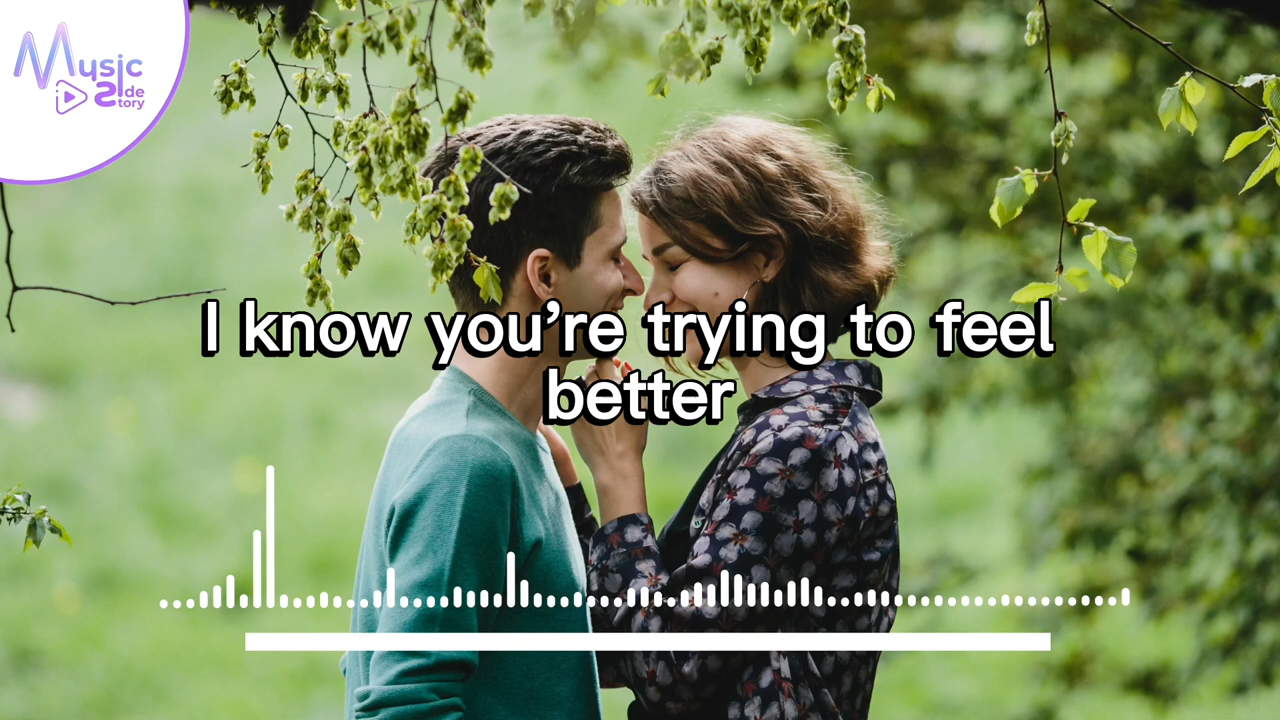 Music
Side
Story
I know you’re trying to feel
better